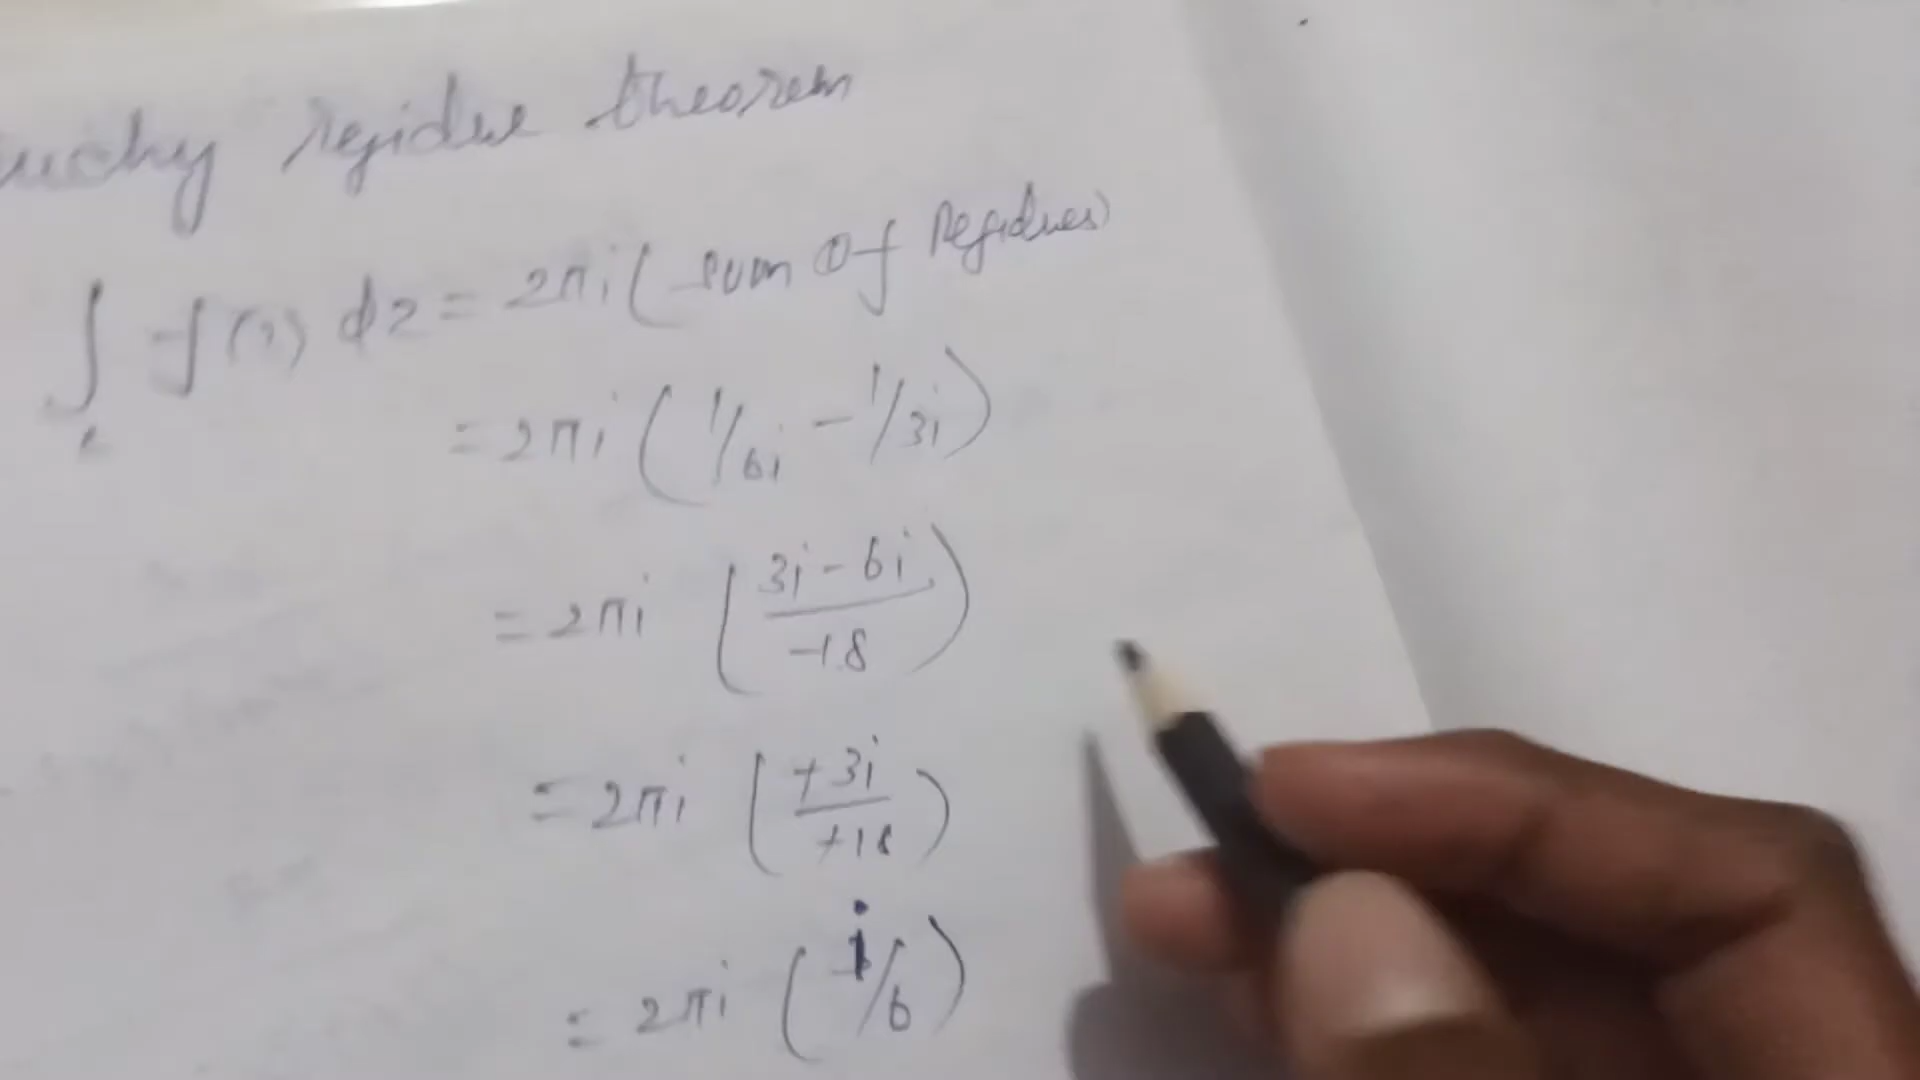 uchy residue theorem
∫c f(z) dz = 2πi ( sum of Residues)
= 2πi ( 1/6i - 1/3i )
= 2πi ( (3i - 6i)/-18 )
= 2πi ( +3i/+18 )
= 2πi ( i/6 )